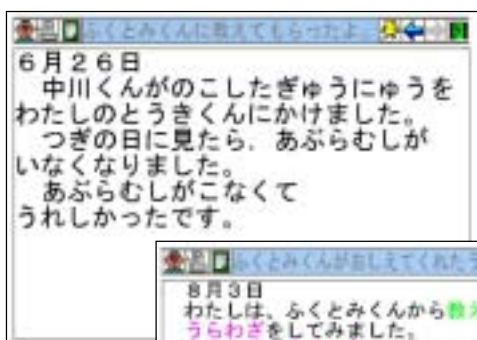 ふくとみくんに教えてもらったよ
6月26日
中川くんがのこしたぎゅうにゅうを
わたしのとうきくんにかけました。
つぎの日に見たら、あぶらむしが
いなくなりました。
あぶらむしがこなくて
うれしかったです。
ふくとみくんがおしえてくれたう
8月3日
わたしは、ふくとみくんから教え
うらわざをしてみました。